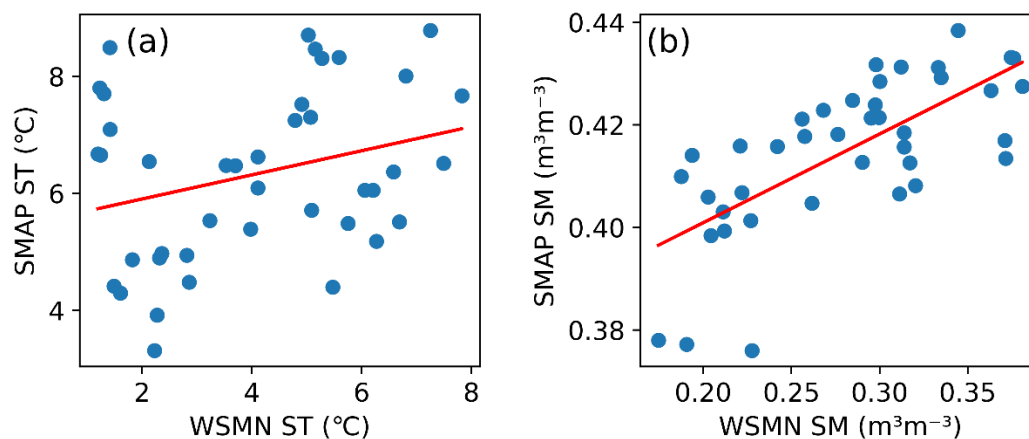 (a)
8
6
4
2 4 6 8
SMAP ST (℃)
WSMN ST (℃)
(b)
0.44
0.42
0.40
0.38
0.20 0.25 0.30 0.35
SMAP SM (m³m⁻³)
WSMN SM (m³m⁻³)